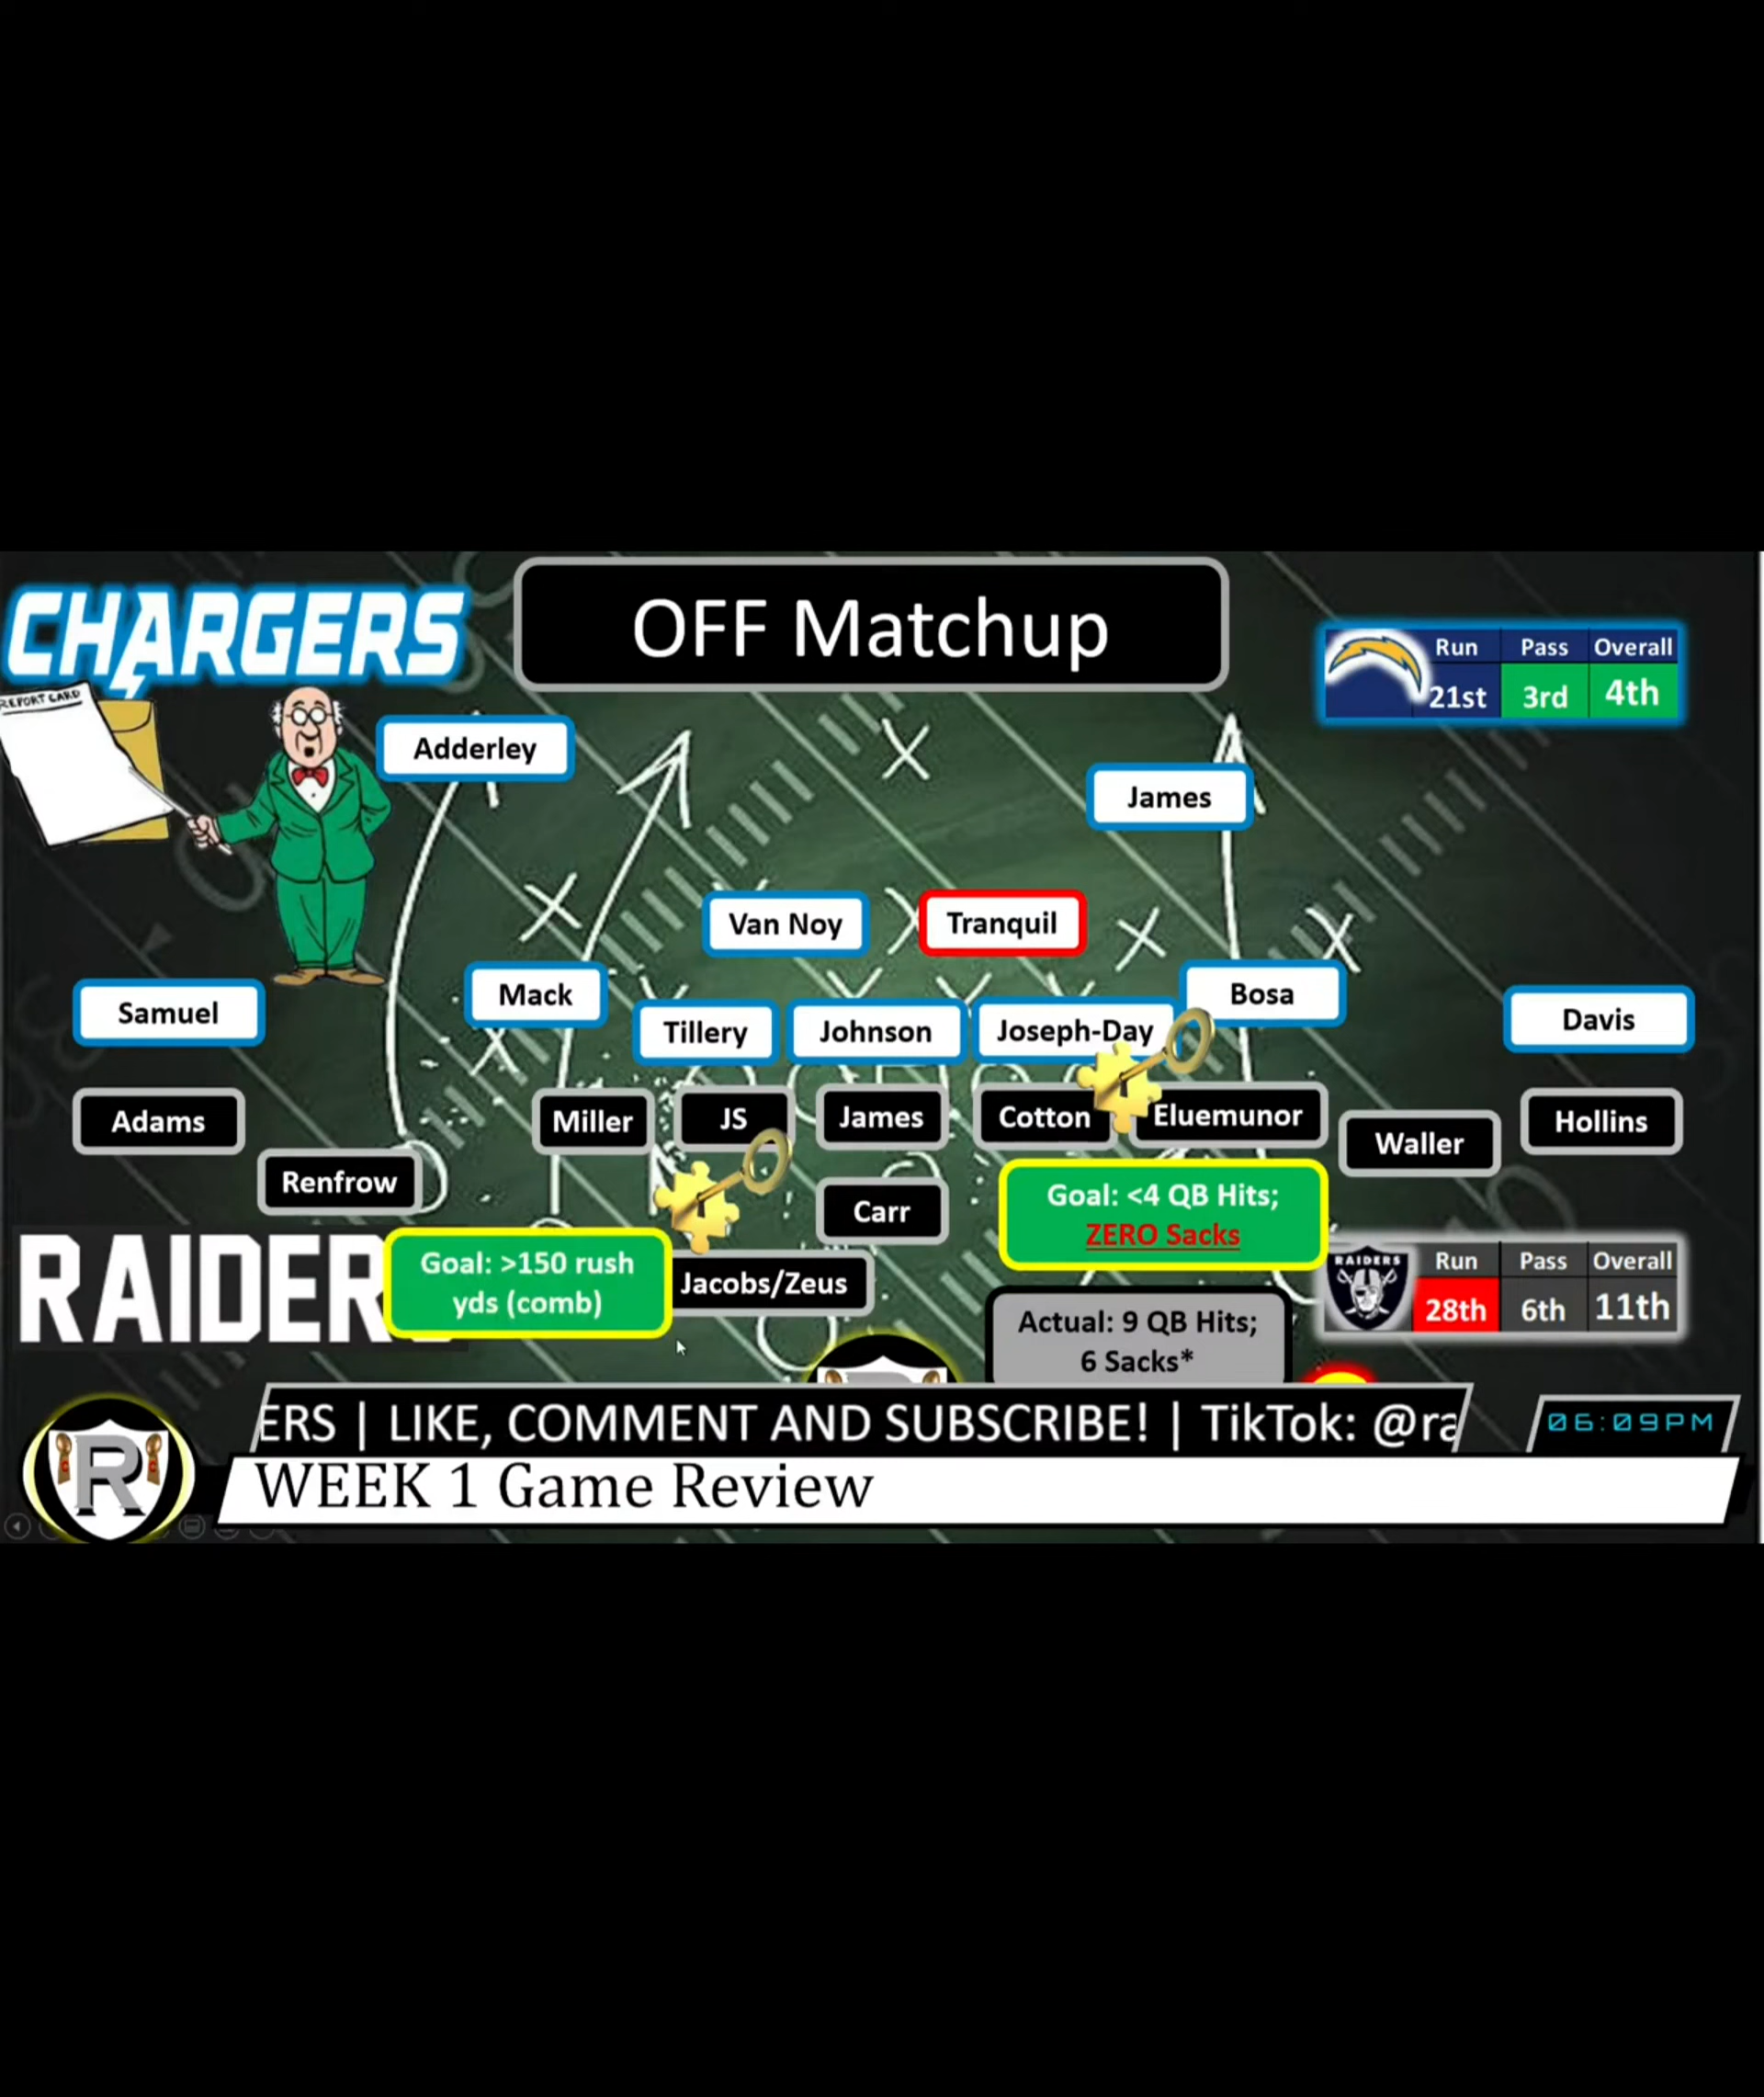 CHARGERS
OFF Matchup
Run Pass Overall
21st 3rd 4th
REPORT CARD
Adderley
James
Van Noy
Tranquil
Mack
Bosa
Samuel
Tillery
Johnson
Joseph-Day
Davis
Adams
Miller
JS
James
Cotton
Eluemunor
Waller
Hollins
Renfrow
Carr
Goal: <4 QB Hits;
ZERO Sacks
RAIDER
Goal: >150 rush
yds (comb)
Jacobs/Zeus
RAIDERS
Run Pass Overall
28th 6th 11th
Actual: 9 QB Hits;
6 Sacks*
ERS | LIKE, COMMENT AND SUBSCRIBE! | TikTok: @ra
06:09PM
R
WEEK 1 Game Review